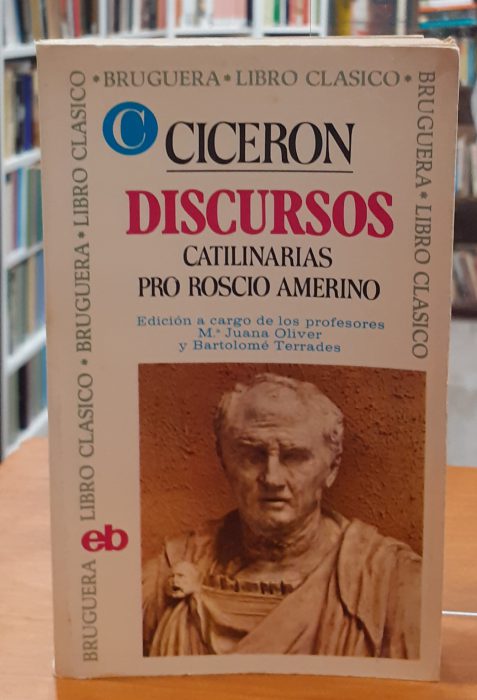 * BRUGUERA * LIBRO CLASICO *
BRUGUERA * LIBRO CLASICO
BRUGUERA * LIBRO CLASICO * BRUGUERA * LIBRO CLASICO
C
CICERON
DISCURSOS
CATILINARIAS
PRO ROSCIO AMERINO
Edición a cargo de los profesores
M.ª Juana Oliver
y Bartolomé Terrades
eb